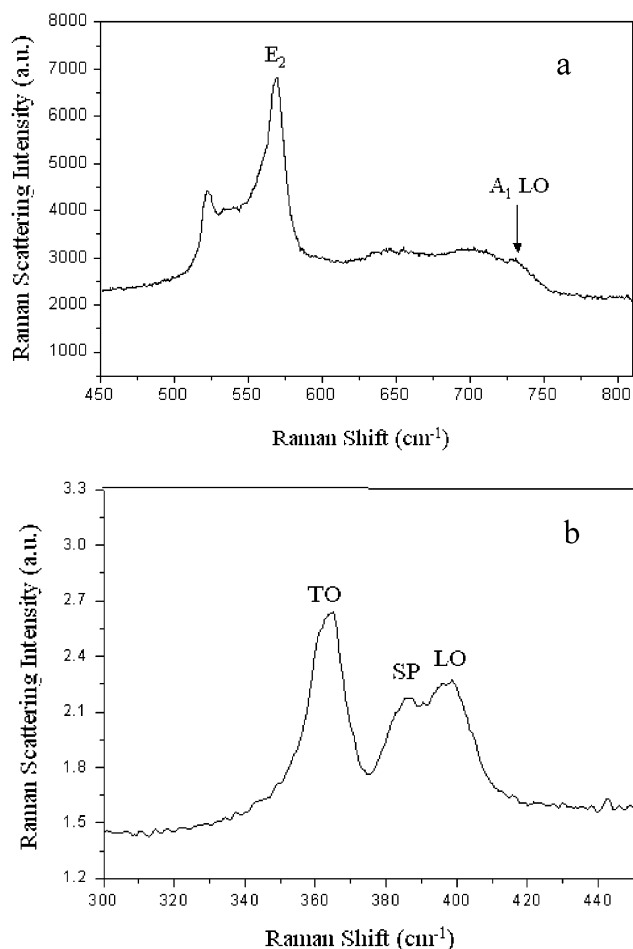 a
E₂
A₁ LO
Raman Scattering Intensity (a.u.)
8000
7000
6000
5000
4000
3000
2000
1000
450 500 550 600 650 700 750 800
Raman Shift (cm⁻¹)
b
TO
SP LO
Raman Scattering Intensity (a.u.)
3.3
3.0
2.7
2.4
2.1
1.8
1.5
1.2
300 320 340 360 380 400 420 440
Raman Shift (cm⁻¹)